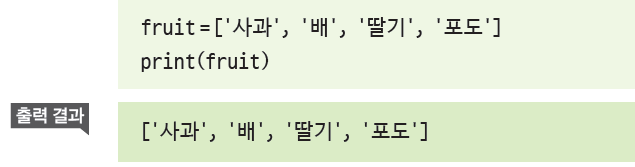 fruit=['사과', '배', '딸기', '포도']
print(fruit)
출력 결과
['사과', '배', '딸기', '포도']